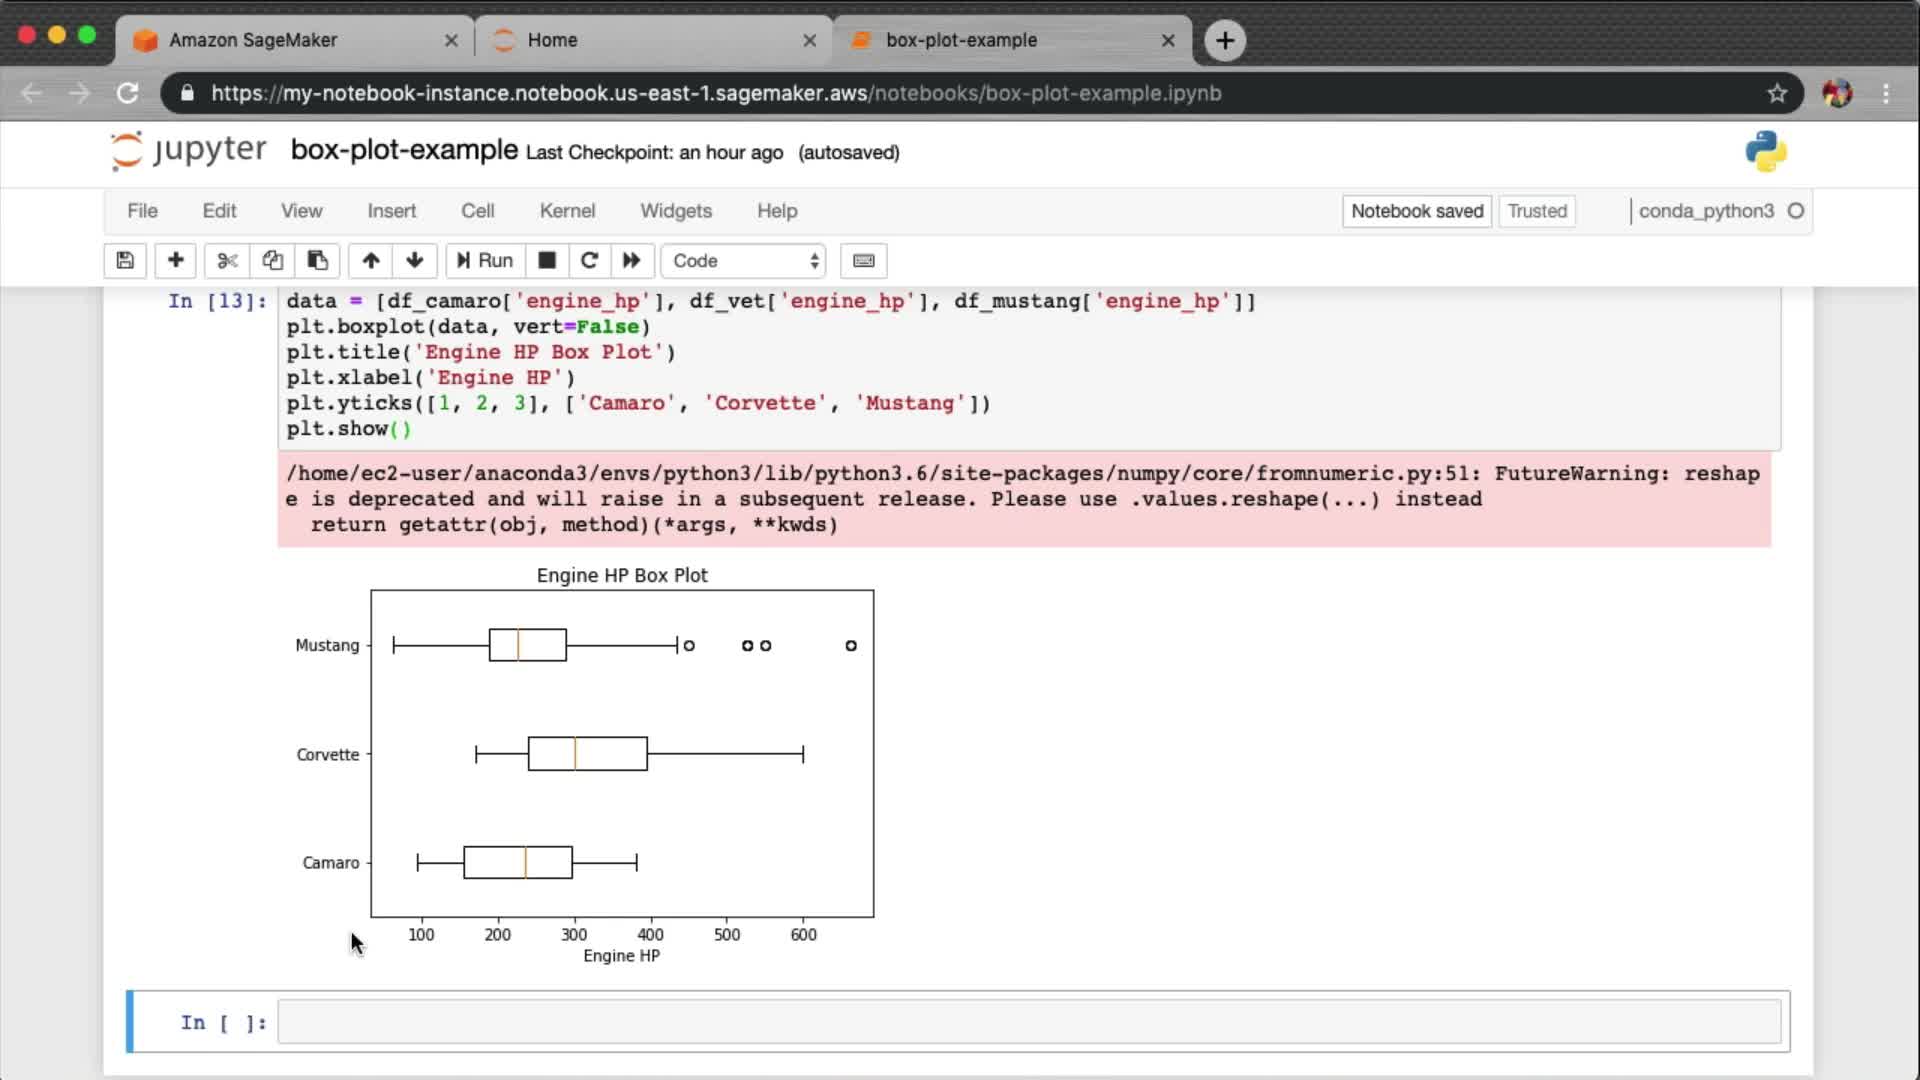 Amazon SageMaker
Home
box-plot-example
https://my-notebook-instance.notebook.us-east-1.sagemaker.aws/notebooks/box-plot-example.ipynb
jupyter box-plot-example Last Checkpoint: an hour ago (autosaved)
File Edit View Insert Cell Kernel Widgets Help Notebook saved Trusted conda_python3
Run Code
In [13]: data = [df_camaro['engine_hp'], df_vet['engine_hp'], df_mustang['engine_hp']]
plt.boxplot(data, vert=False)
plt.title('Engine HP Box Plot')
plt.xlabel('Engine HP')
plt.yticks([1, 2, 3], ['Camaro', 'Corvette', 'Mustang'])
plt.show()
/home/ec2-user/anaconda3/envs/python3/lib/python3.6/site-packages/numpy/core/fromnumeric.py:51: FutureWarning: reshap
e is deprecated and will raise in a subsequent release. Please use .values.reshape(...) instead
return getattr(obj, method)(*args, **kwds)
Engine HP Box Plot
Mustang
Corvette
Camaro
100 200 300 400 500 600
Engine HP
In [ ]: